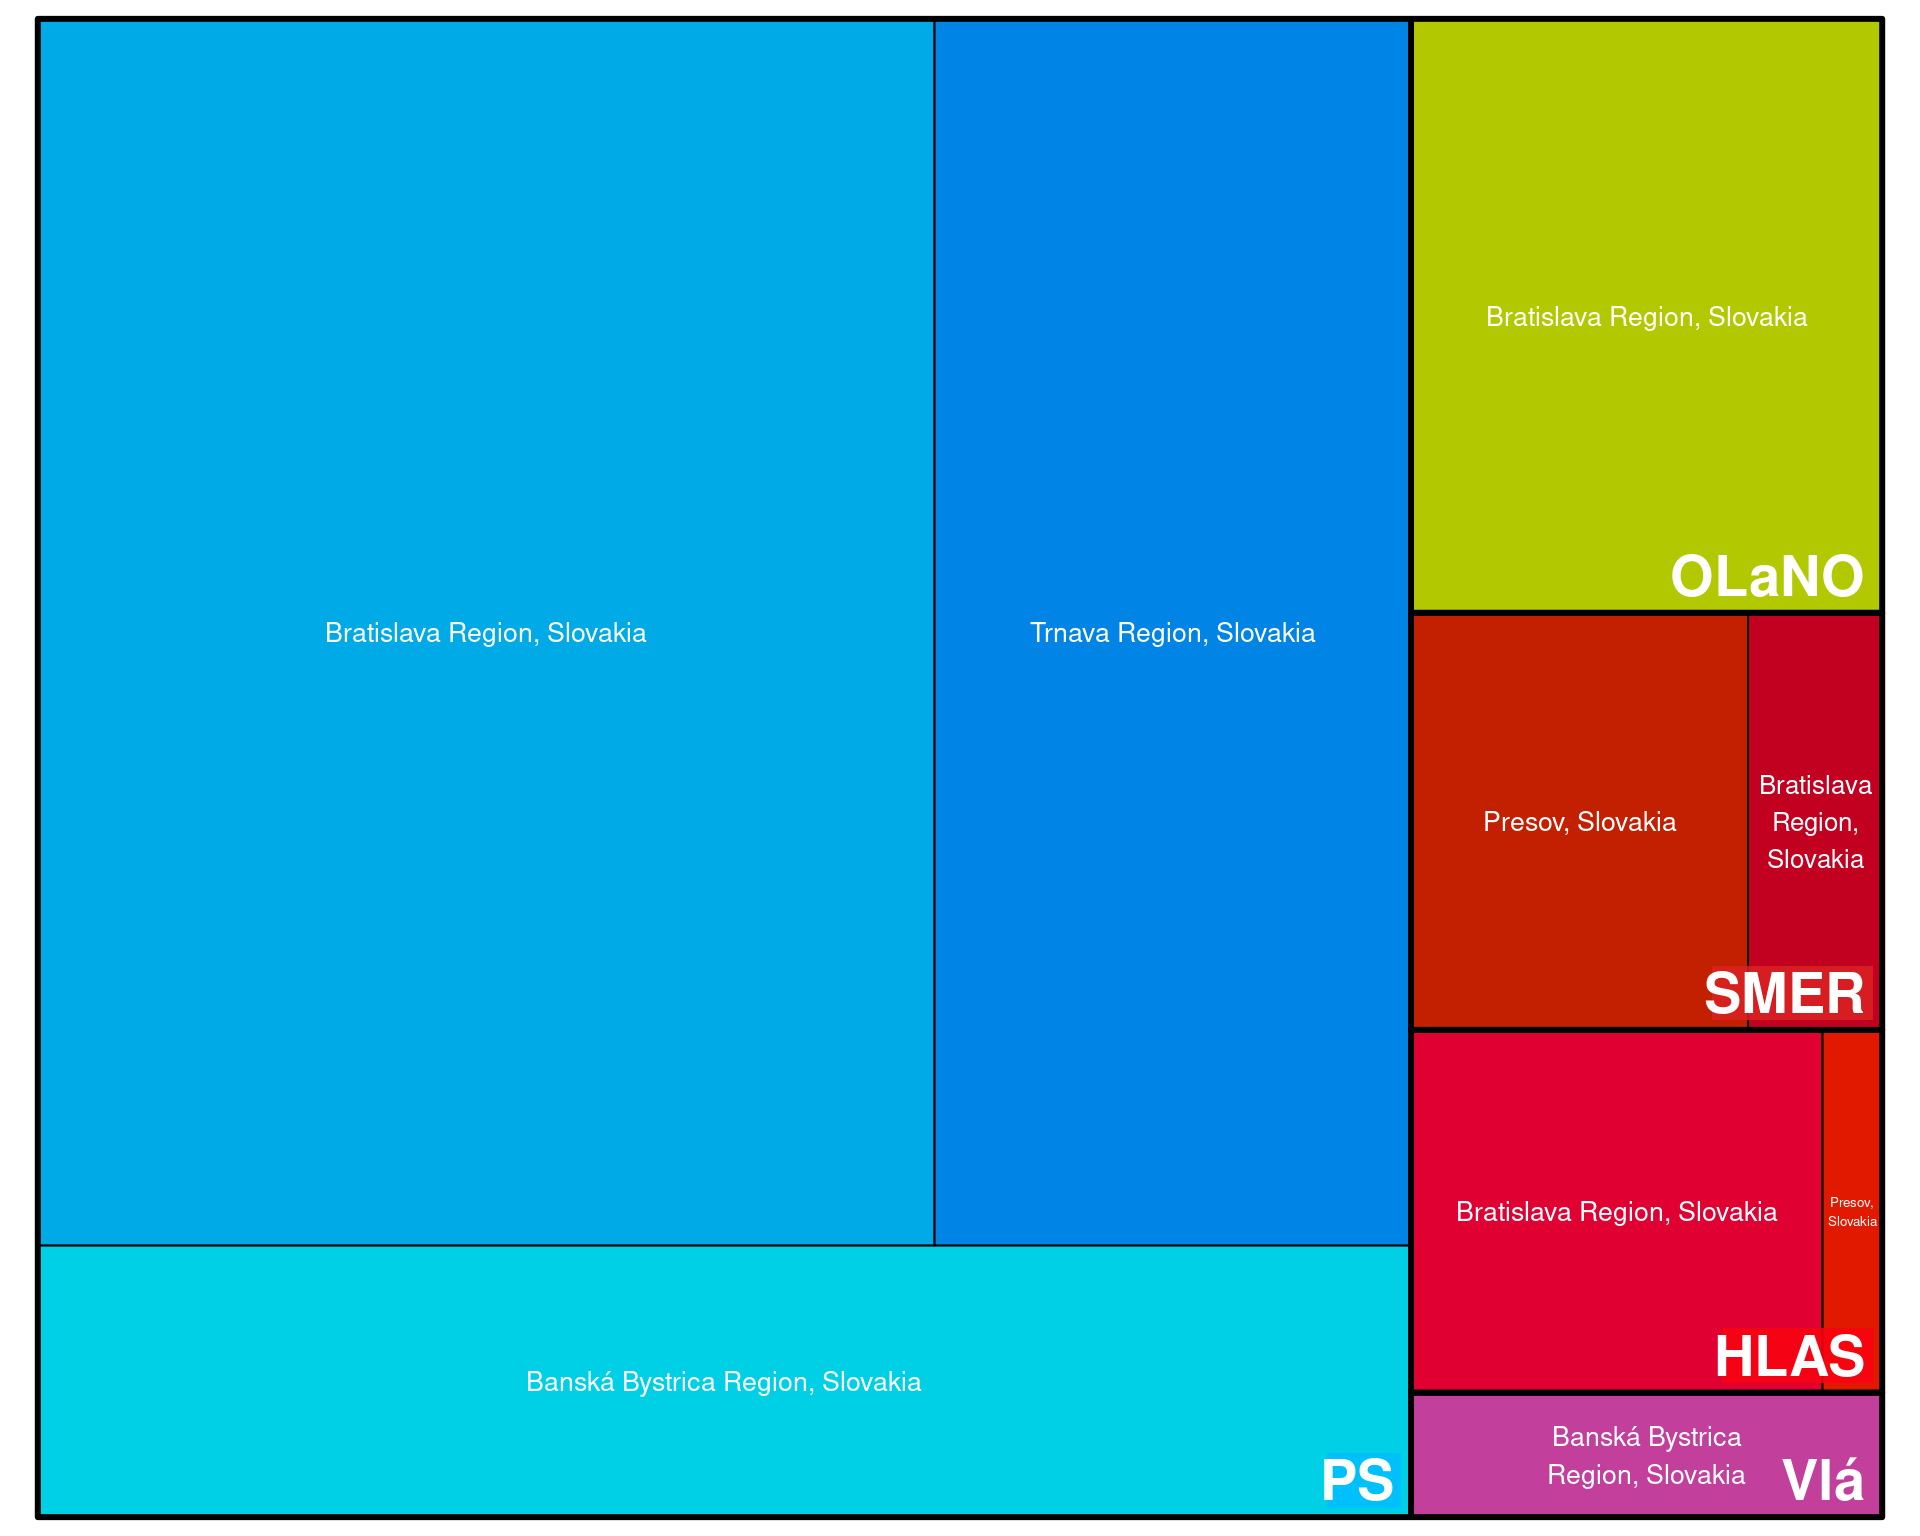 Bratislava Region, Slovakia
Trnava Region, Slovakia
Banská Bystrica Region, Slovakia
PS
Bratislava Region, Slovakia
OLaNO
Presov, Slovakia
Bratislava
Region,
Slovakia
SMER
Bratislava Region, Slovakia
Presov,
Slovakia
HLAS
Banská Bystrica
Region, Slovakia
Vlá